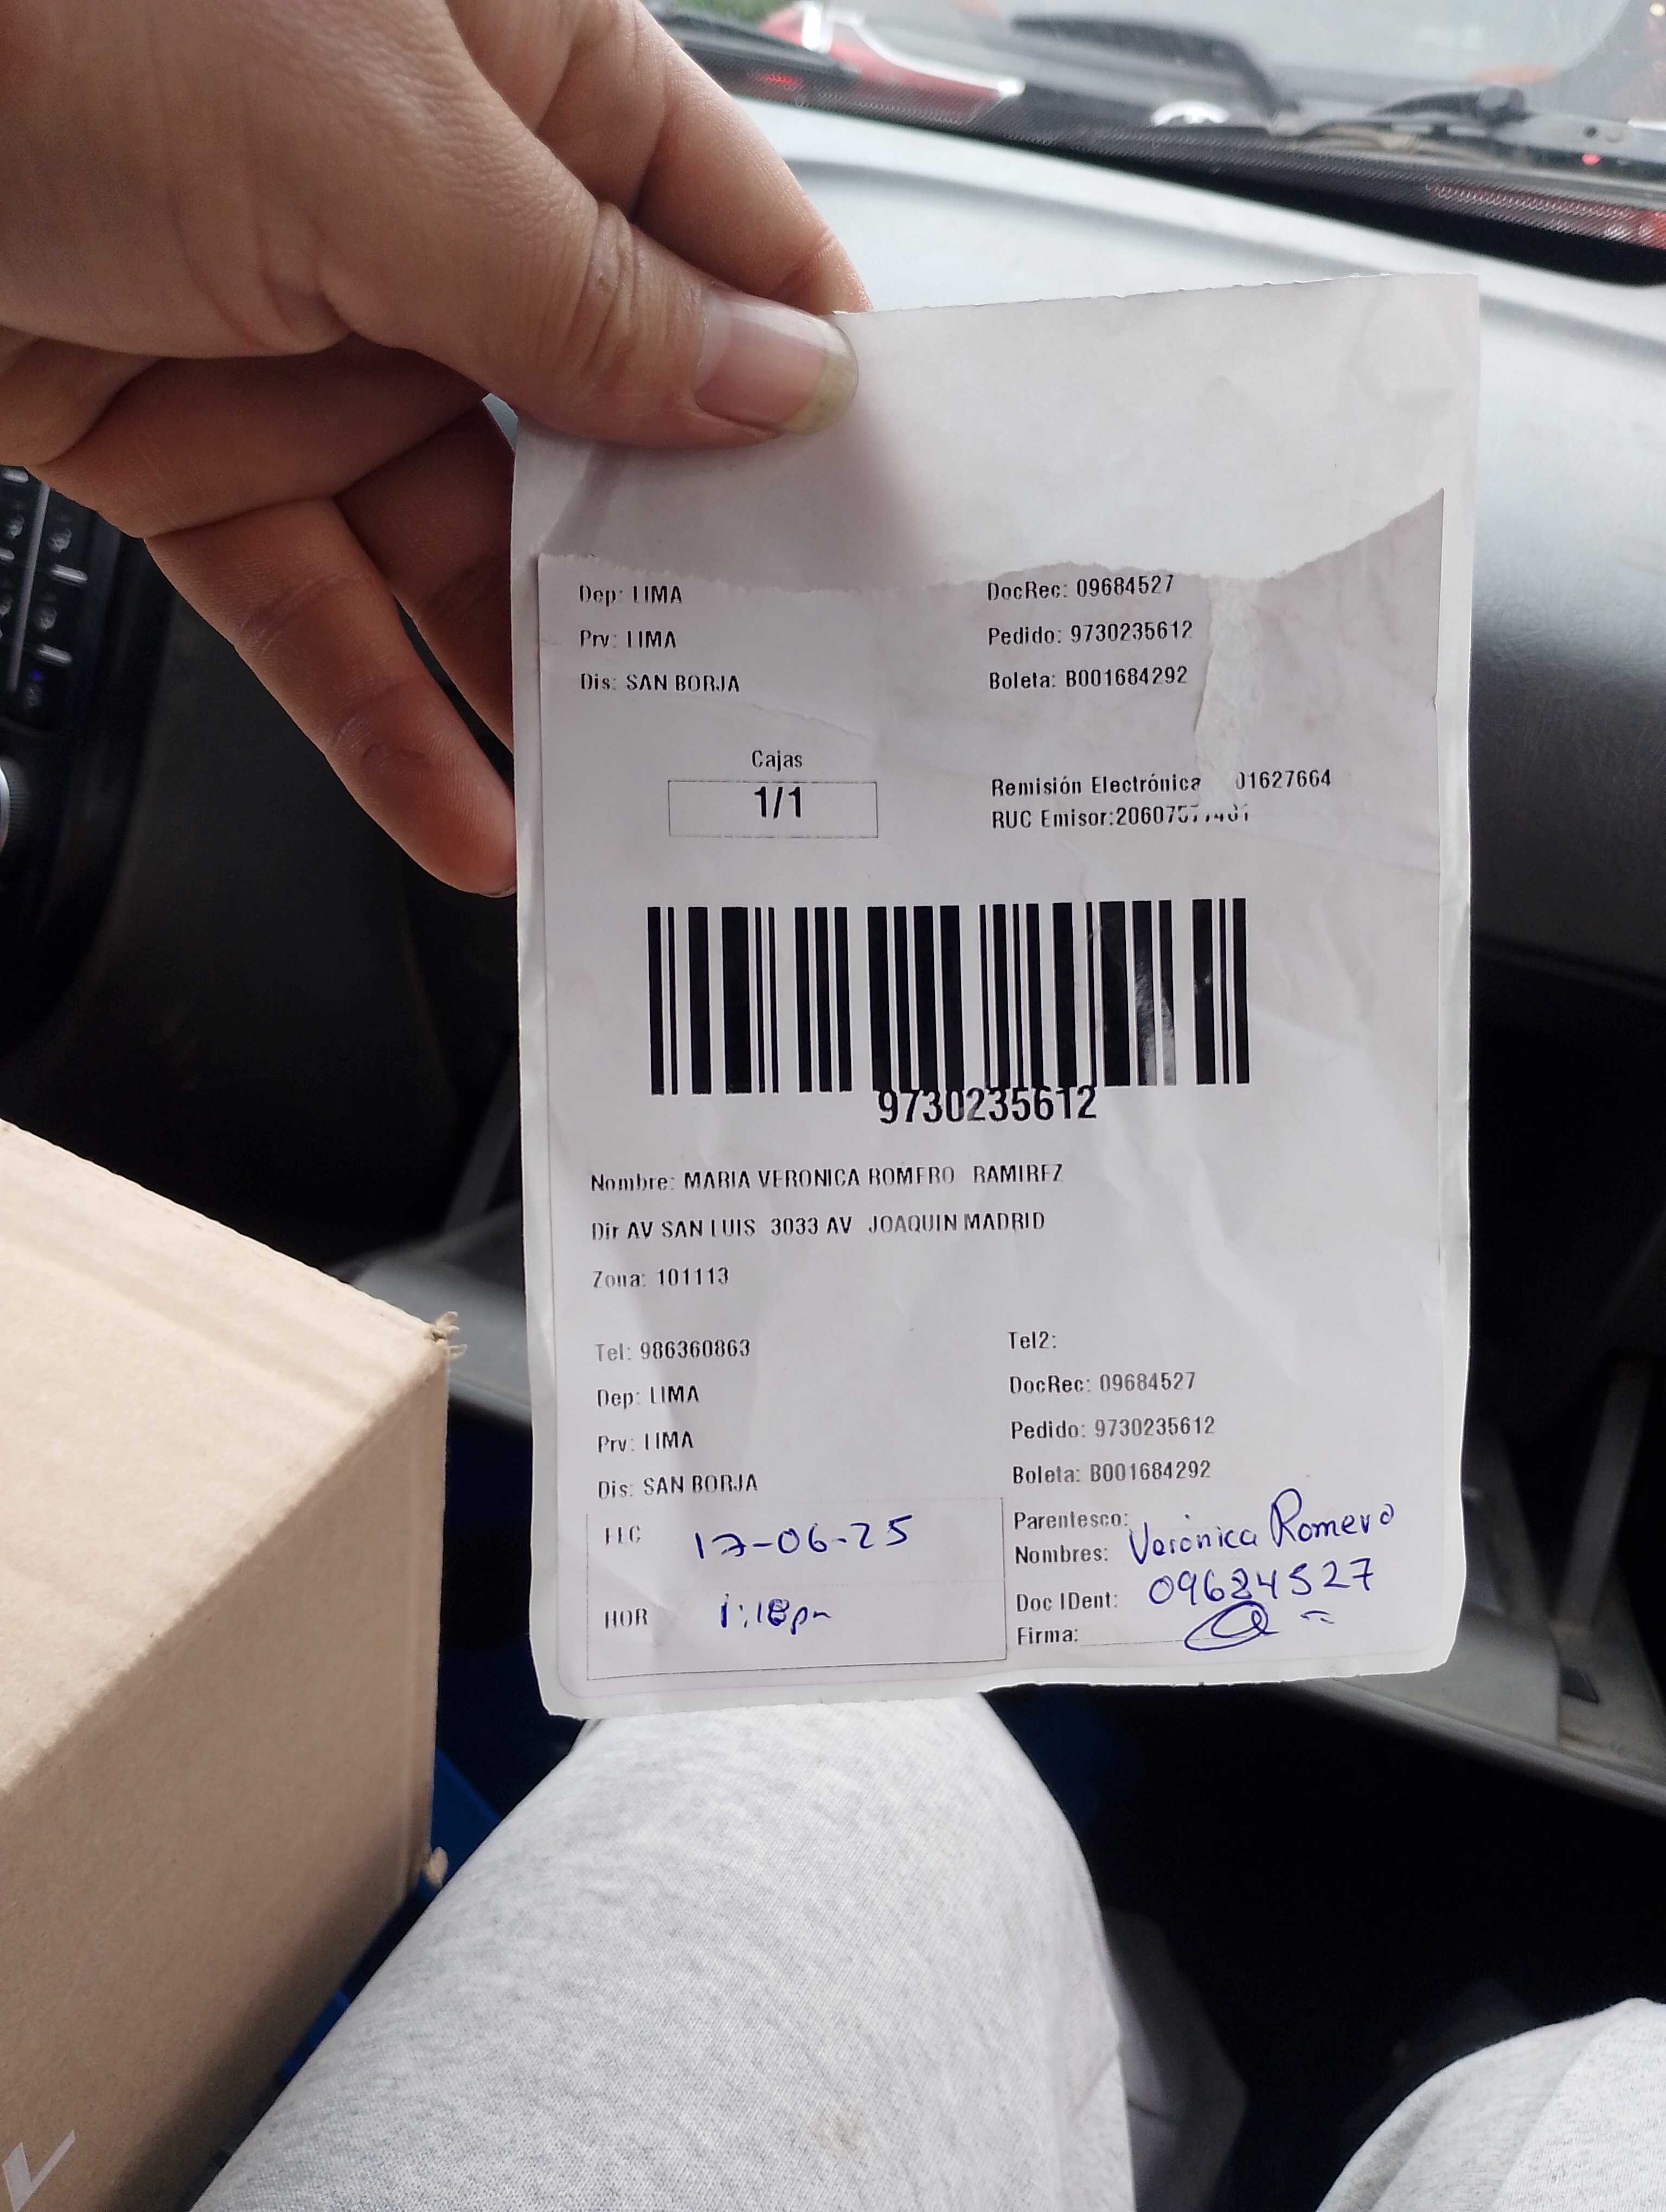 Dep: LIMA
DocRec: 09684527
Prv: LIMA
Pedido: 9730235612
Dis: SAN BORJA
Boleta: B001684292
Cajas
1/1
Remisión Electrónica 01627664
RUC Emisor:
9730235612
Nombre: MARIA VERONICA ROMERO RAMIREZ
Dir AV SAN LUIS 3033 AV JOAQUIN MADRID
Zona: 101113
Tel: 986360863
Tel2:
Dep: LIMA
DocRec: 09684527
Prv: LIMA
Pedido: 9730235612
Dis: SAN BORJA
Boleta: B001684292
FEC 17-06-25
HOR 1:18pm
Parentesco:
Nombres: Verónica Romero
Doc IDent: 09684527
Firma: